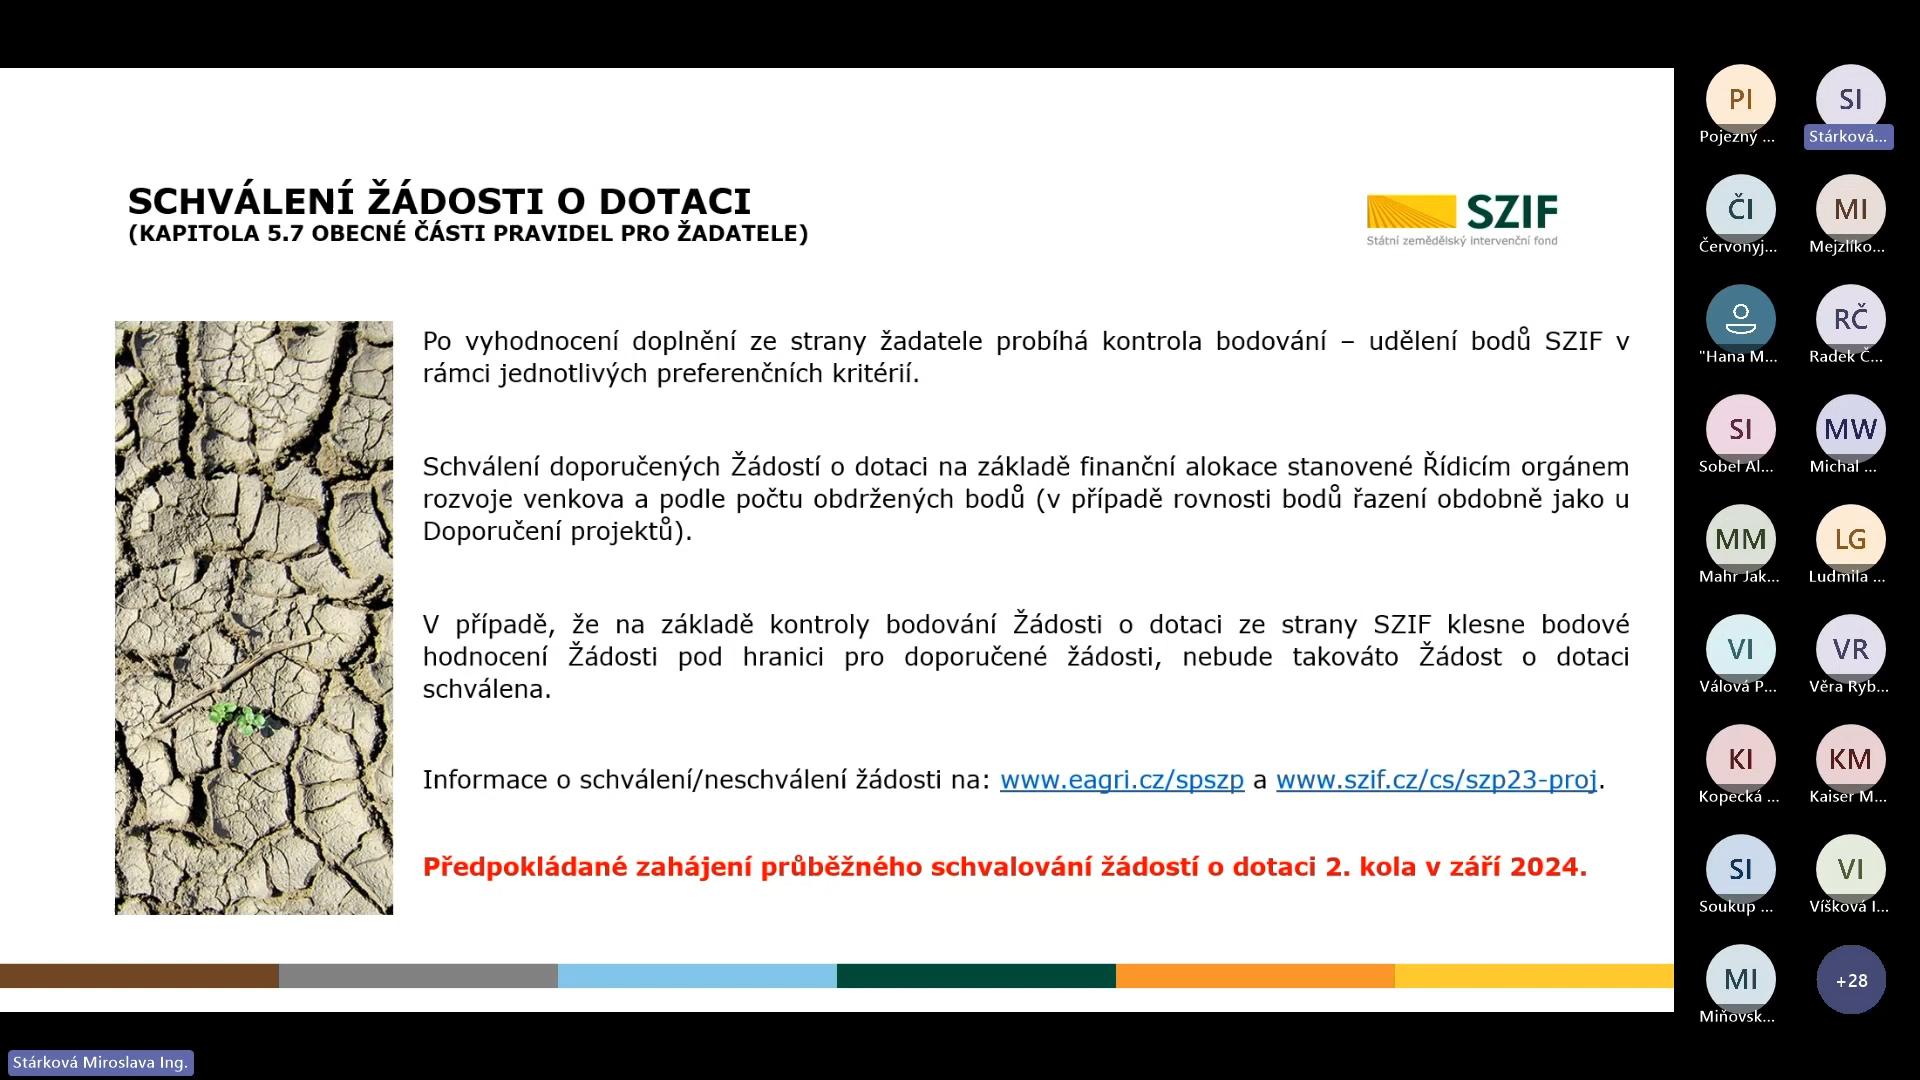 SCHVÁLENÍ ŽÁDOSTI O DOTACI
(KAPITOLA 5.7 OBECNÉ ČÁSTI PRAVIDEL PRO ŽADATELE)
SZIF
Státní zemědělský intervenční fond
Po vyhodnocení doplnění ze strany žadatele probíhá kontrola bodování – udělení bodů SZIF v
rámci jednotlivých preferenčních kritérií.
Schválení doporučených Žádostí o dotaci na základě finanční alokace stanovené Řídicím orgánem
rozvoje venkova a podle počtu obdržených bodů (v případě rovnosti bodů řazení obdobně jako u
Doporučení projektů).
V případě, že na základě kontroly bodování Žádosti o dotaci ze strany SZIF klesne bodové
hodnocení Žádosti pod hranici pro doporučené žádosti, nebude takováto Žádost o dotaci
schválena.
Informace o schválení/neschválení žádosti na: www.eagri.cz/spszp a www.szif.cz/cs/szp23-proj.
Předpokládané zahájení průběžného schvalování žádostí o dotaci 2. kola v září 2024.
PI
Pojezný ...
SI
Stárková...
ČI
Červonyj...
MI
Mejzlíko...
"Hana M...
RČ
Radek Č...
SI
Sobel Al...
MW
Michal ...
MM
Mahr Jak...
LG
Ludmila ...
VI
Válová P...
VR
Věra Ryb...
KI
Kopecká ...
KM
Kaiser M...
SI
Soukup ...
VI
Víšková I...
MI
Miňovsk...
+28
Stárková Miroslava Ing.